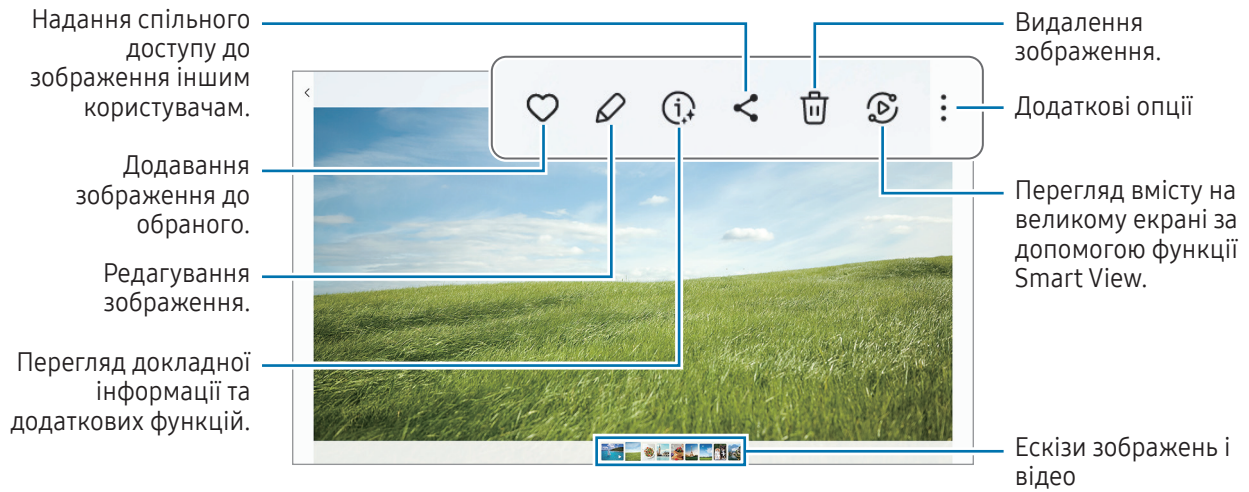 Надання спільного
доступу до
зображення іншим
користувачам.
Додавання
зображення до
обраного.
Редагування
зображення.
Перегляд докладної
інформації та
додаткових функцій.
Видалення
зображення.
Додаткові опції
Перегляд вмісту на
великому екрані за
допомогою функції
Smart View.
Ескізи зображень і
відео